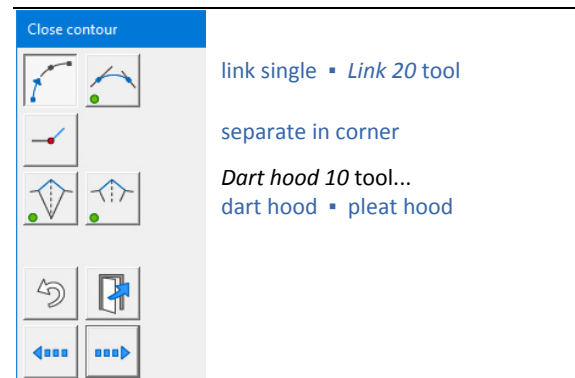 Close contour
link single ▪ Link 20 tool
separate in corner
Dart hood 10 tool...
dart hood ▪ pleat hood